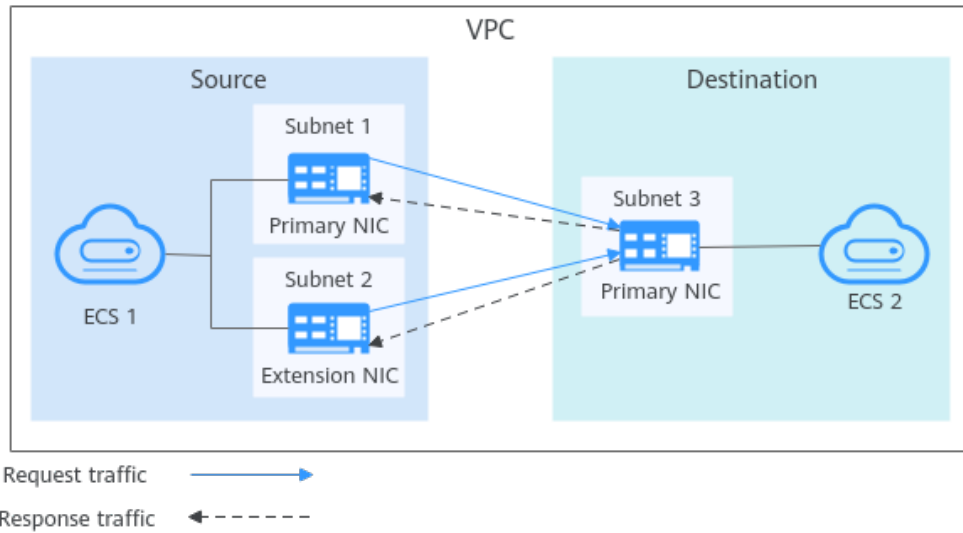 VPC
Source
Destination
Subnet 1
Primary NIC
Subnet 2
Extension NIC
ECS 1
Subnet 3
Primary NIC
ECS 2
Request traffic
Response traffic